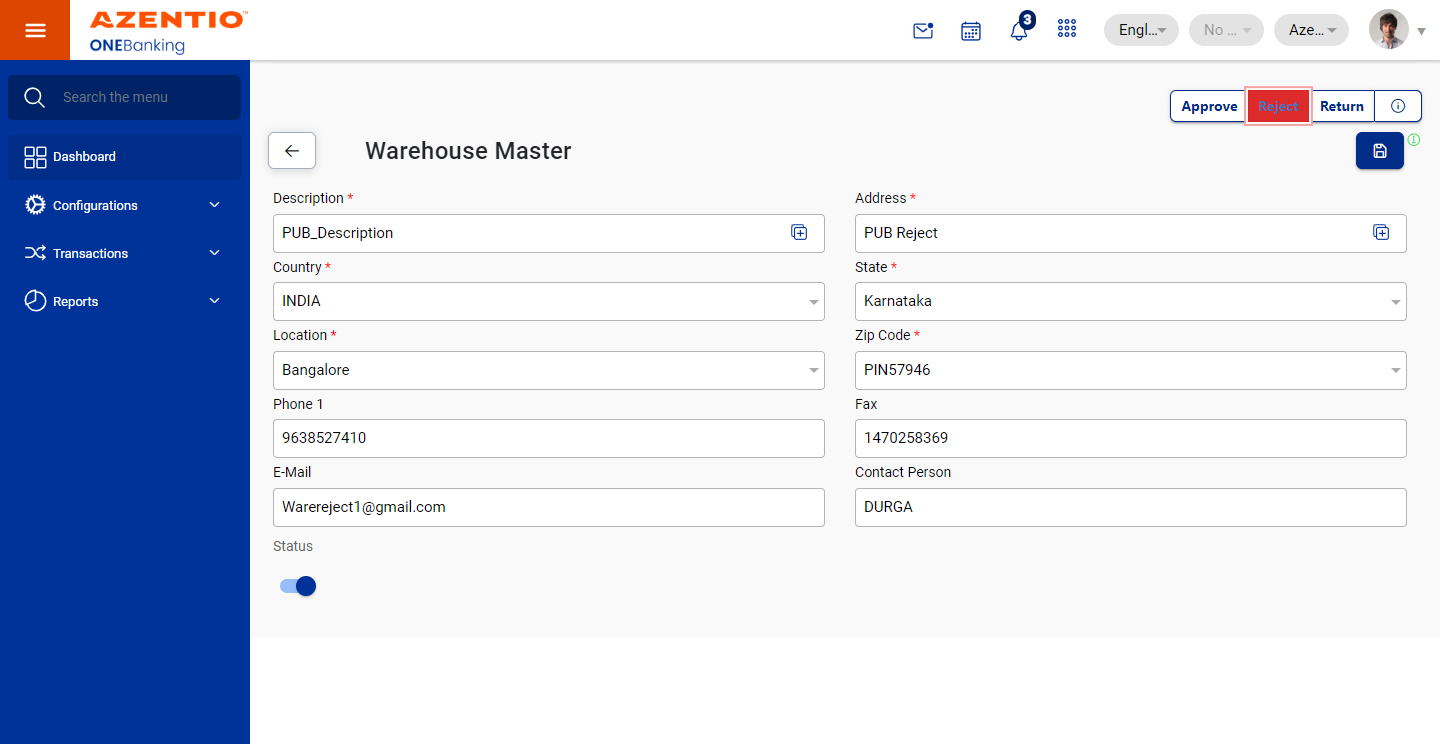 AZENTIO™
ONEBanking
3
Engl...
No ...
Aze...
Search the menu
Dashboard
Configurations
Transactions
Reports
Approve
Reject
Return
Warehouse Master
Description *
Address *
PUB_Description
PUB Reject
Country *
State *
INDIA
Karnataka
Location *
Zip Code *
Bangalore
PIN57946
Phone 1
Fax
9638527410
1470258369
E-Mail
Contact Person
Warereject1@gmail.com
DURGA
Status